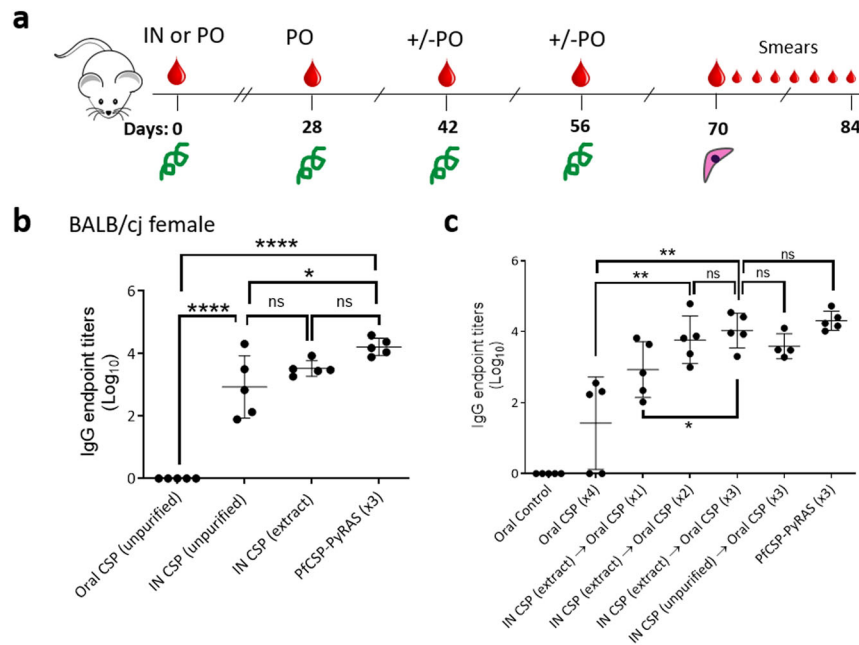 a
IN or PO
PO
+/-PO
+/-PO
Smears
Days: 0
28
42
56
70
84
b
BALB/cj female
****
*
****
ns
ns
6
4
2
0
IgG endpoint titers
(Log10)
Oral CSP (unpurified)
IN CSP (unpurified)
IN CSP (extract)
PfCSP-PyRAS (x3)
c
**
ns
**
ns
ns
*
6
4
2
0
IgG endpoint titers
(Log10)
Oral Control
Oral CSP (x4)
IN CSP (extract) → Oral CSP (x1)
IN CSP (extract) → Oral CSP (x2)
IN CSP (extract) → Oral CSP (x3)
IN CSP (unpurified) → Oral CSP (x3)
PfCSP-PyRAS (x3)